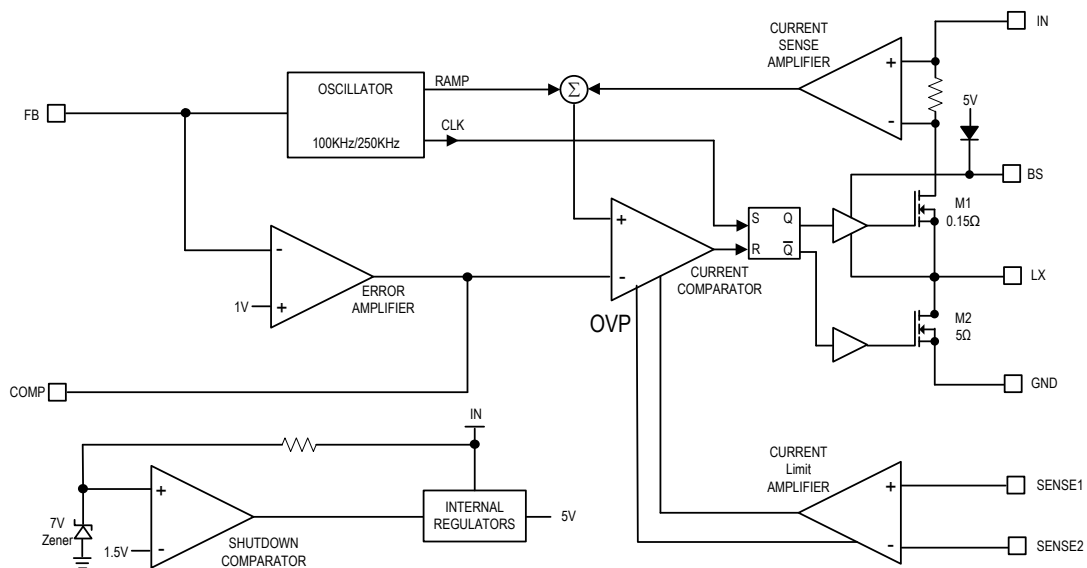 CURRENT
SENSE
AMPLIFIER
IN
+
-
5V
OSCILLATOR
100KHz/250KHz
RAMP
Σ
FB
CLK
BS
M1
0.15Ω
S
Q
R
Q̅
+
-
CURRENT
COMPARATOR
LX
-
+
1V
ERROR
AMPLIFIER
OVP
M2
5Ω
GND
COMP
IN
CURRENT
Limit
AMPLIFIER
+
-
SENSE1
SENSE2
+
-
7V
Zener
1.5V
SHUTDOWN
COMPARATOR
INTERNAL
REGULATORS
5V